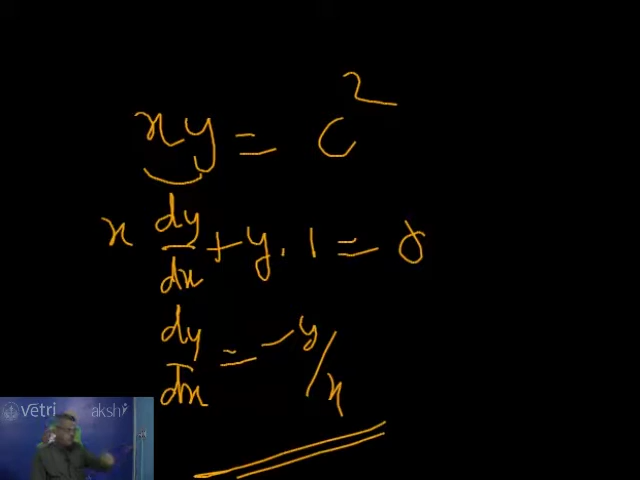 xy = c²
x dy/dx + y . 1 = 0
dy/dx = -y/x
vetri
akshi